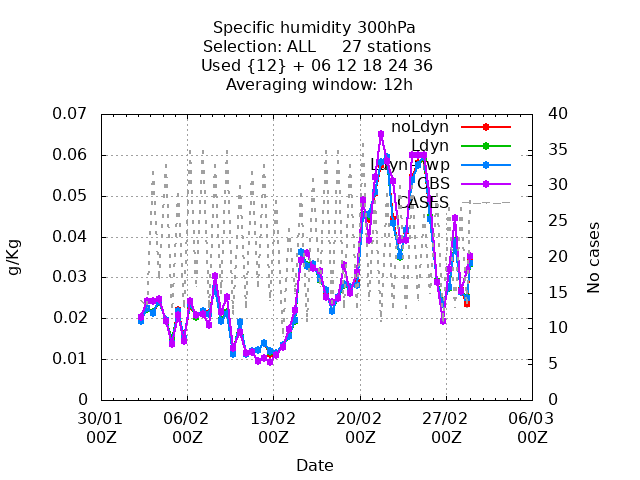 Specific humidity 300hPa
Selection: ALL 27 stations
Used {12} + 06 12 18 24 36
Averaging window: 12h
0.07
0.06
0.05
0.04
0.03
0.02
0.01
0
g/Kg
40
35
30
25
20
15
10
5
0
No cases
noLdyn
Ldyn
OBS
CASES
30/01 06/02 13/02 20/02 27/02 06/03
00Z 00Z 00Z 00Z 00Z 00Z
Date